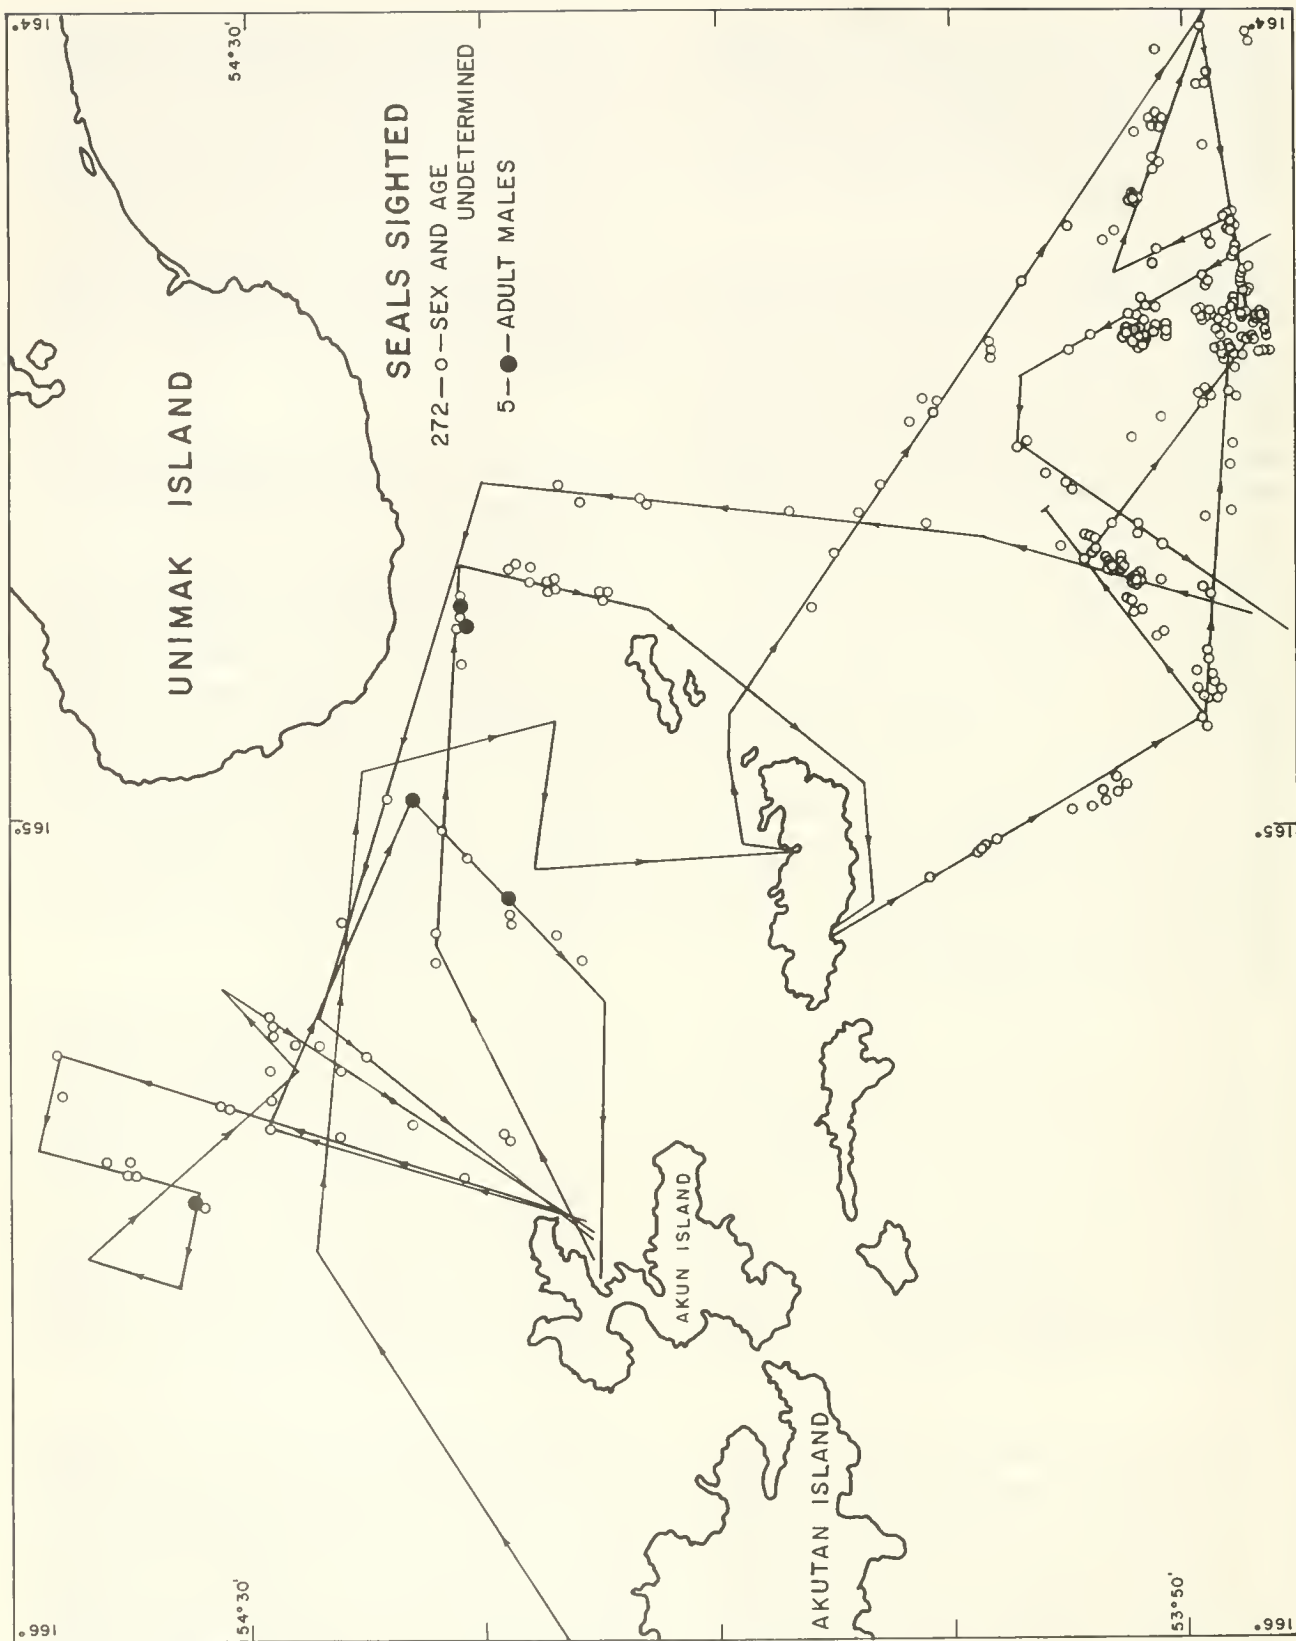 SEALS SIGHTED
272—o—SEX AND AGE
UNDETERMINED
5—●—ADULT MALES
UNIMAK ISLAND
AKUN ISLAND
AKUTAN ISLAND
166°
165°
164°
54°30'
54°30'
53°50'
166°
165°
164°